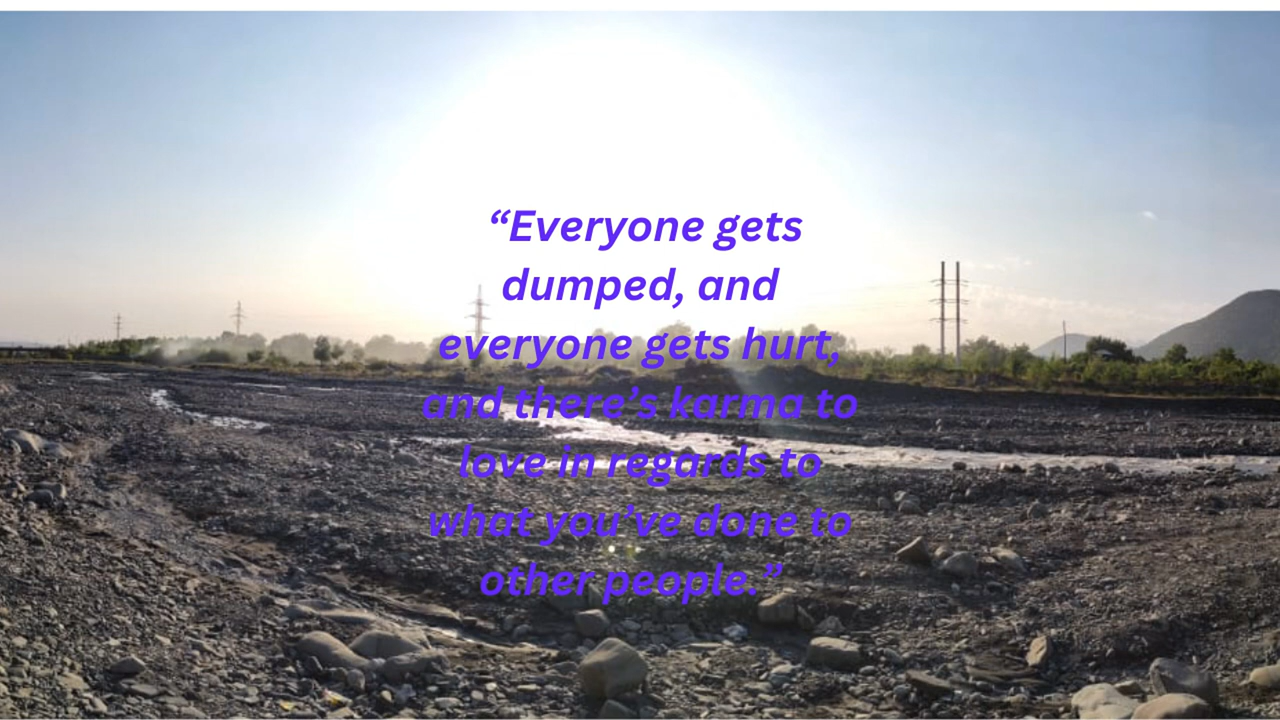 “Everyone gets
dumped, and
everyone gets hurt,
and there’s karma to
love in regards to
what you’ve done to
other people.”